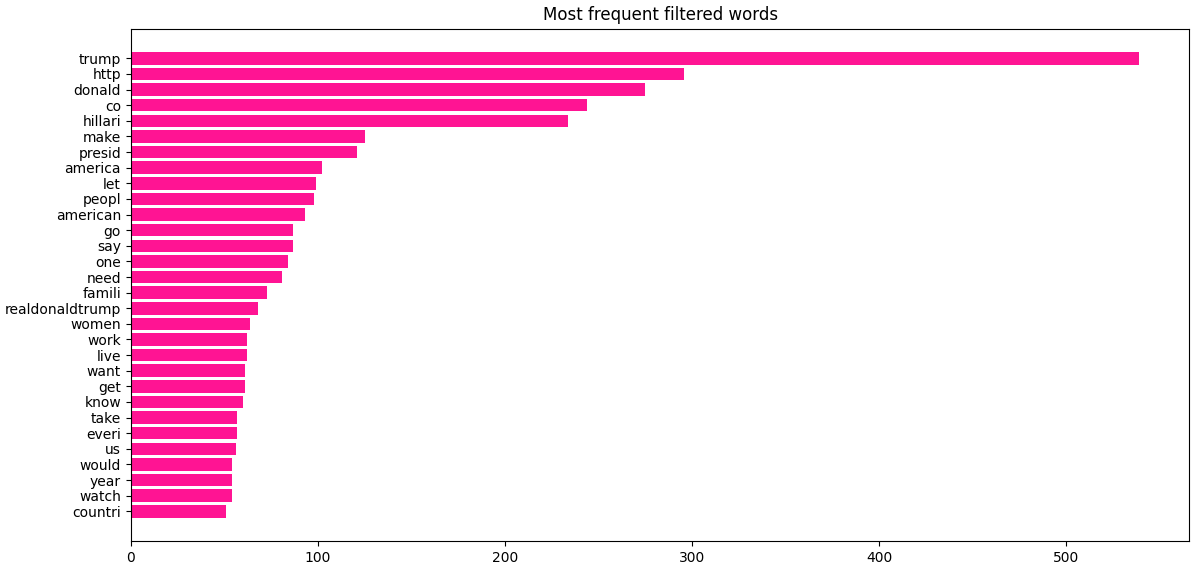 Most frequent filtered words
trump
http
donald
co
hillari
make
presid
america
let
peopl
american
go
say
one
need
famili
realdonaldtrump
women
work
live
want
get
know
take
everi
us
would
year
watch
countri
0 100 200 300 400 500